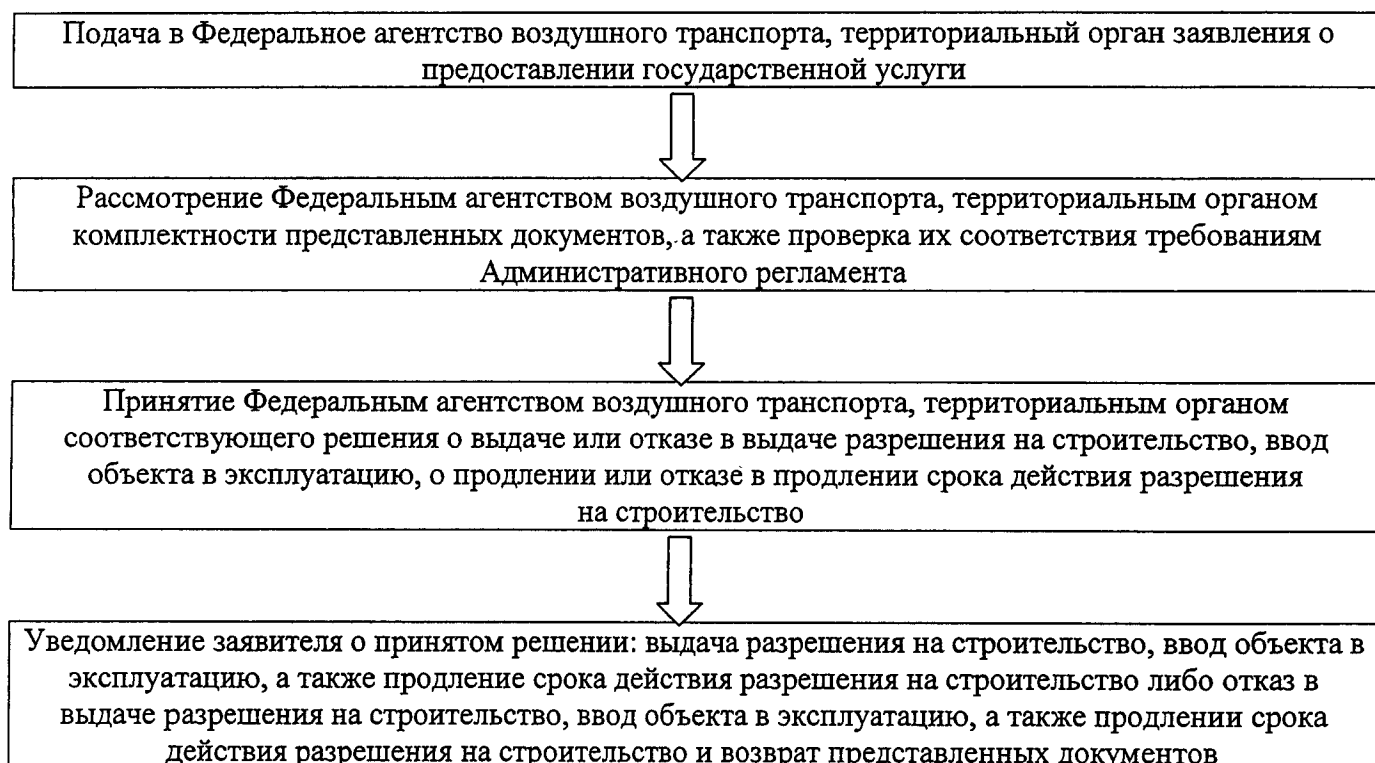 Подача в Федеральное агентство воздушного транспорта, территориальный орган заявления о
предоставлении государственной услуги
Рассмотрение Федеральным агентством воздушного транспорта, территориальным органом
комплектности представленных документов, а также проверка их соответствия требованиям
Административного регламента
Принятие Федеральным агентством воздушного транспорта, территориальным органом
соответствующего решения о выдаче или отказе в выдаче разрешения на строительство, ввод
объекта в эксплуатацию, о продлении или отказе в продлении срока действия разрешения
на строительство
Уведомление заявителя о принятом решении: выдача разрешения на строительство, ввод объекта в
эксплуатацию, а также продление срока действия разрешения на строительство либо отказ в
выдаче разрешения на строительство, ввод объекта в эксплуатацию, а также продлении срока
действия разрешения на строительство и возврат представленных документов